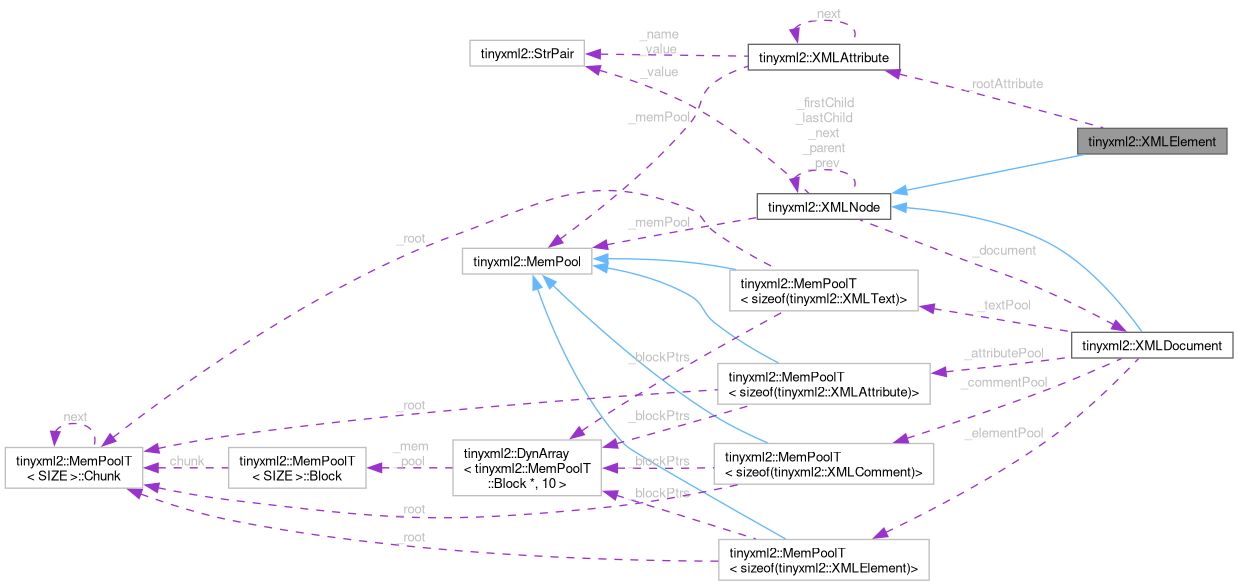 _next
tinyxml2::StrPair
_name
_value
tinyxml2::XMLAttribute
_value
_rootAttribute
_memPool
_firstChild
_lastChild
_next
_parent
_prev
tinyxml2::XMLElement
tinyxml2::XMLNode
_root
_memPool
_document
tinyxml2::MemPool
tinyxml2::MemPoolT
< sizeof(tinyxml2::XMLText)>
_textPool
tinyxml2::XMLDocument
_blockPtrs
_attributePool
tinyxml2::MemPoolT
< sizeof(tinyxml2::XMLAttribute)>
_commentPool
_root
_blockPtrs
_next
_elementPool
tinyxml2::MemPoolT
< SIZE >::Chunk
chunk
tinyxml2::MemPoolT
< SIZE >::Block
_mem
_pool
tinyxml2::DynArray
< tinyxml2::MemPoolT
::Block *, 10 >
_blockPtrs
tinyxml2::MemPoolT
< sizeof(tinyxml2::XMLComment)>
_blockPtrs
_root
_root
tinyxml2::MemPoolT
< sizeof(tinyxml2::XMLElement)>